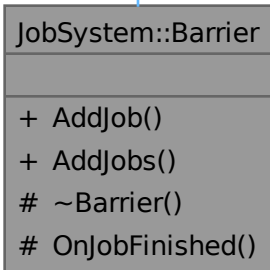 JobSystem::Barrier
+ AddJob()
+ AddJobs()
# ~Barrier()
# OnJobFinished()